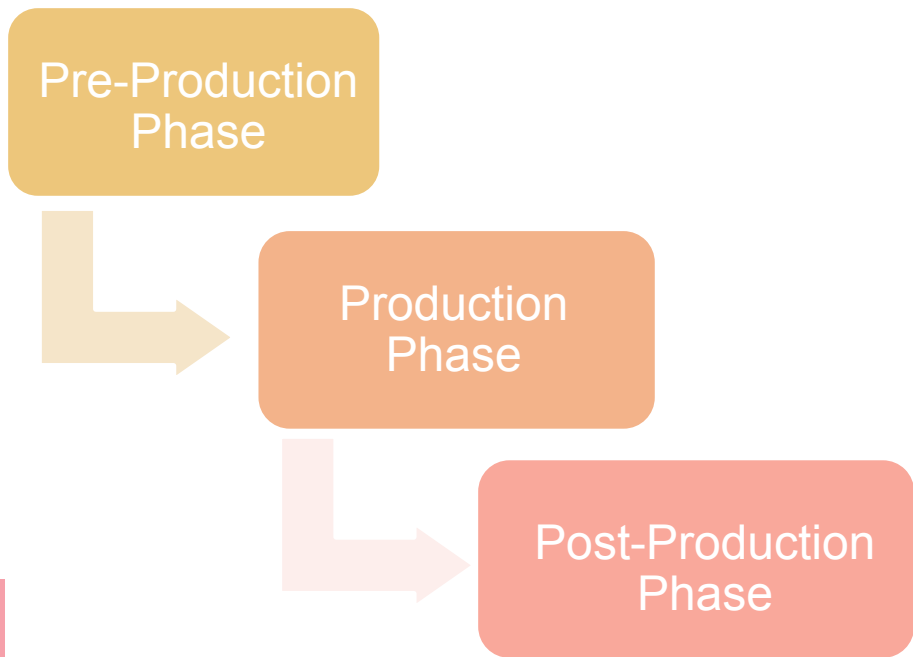 Pre-Production
Phase
Production
Phase
Post-Production
Phase